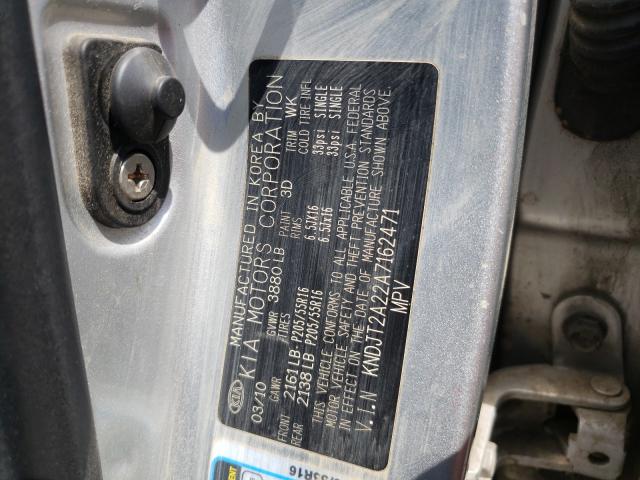 KIA
MANUFACTURED IN KOREA BY
KIA MOTORS CORPORATION
03/10 GVWR 3880 LB PAINT 3D TRIM WK
GAWR TIRES RIMS COLD TIRE INFL
FRONT 2161LB - P205/55R16 6.5JX16 33psi SINGLE
REAR 2138LB - P205/55R16 6.5JX16 33psi SINGLE
THIS VEHICLE CONFORMS TO ALL APPLICABLE U.S.A. FEDERAL
MOTOR VEHICLE SAFETY AND THEFT PREVENTION STANDARDS
IN EFFECT ON THE DATE OF MANUFACTURE SHOWN ABOVE.
V.I.N KNDJT2A22A7162471
MPV